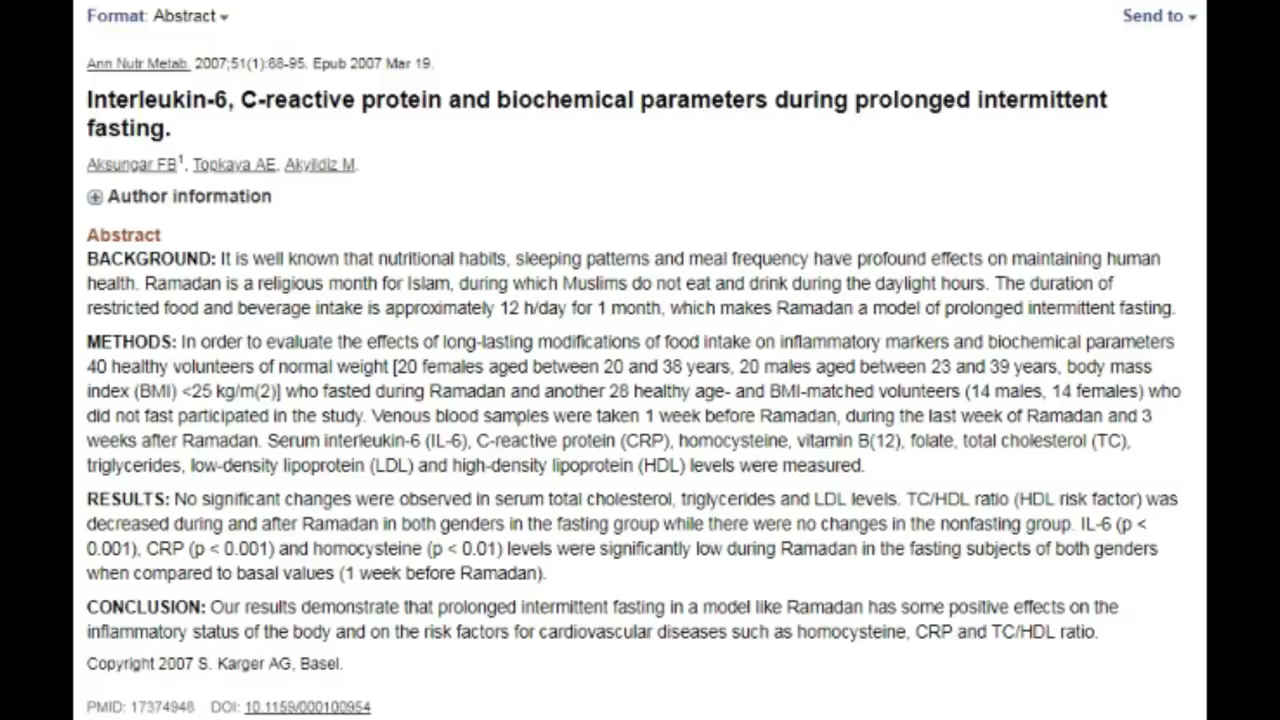 Format: Abstract
Send to
Ann Nutr Metab. 2007;51(1):88-95. Epub 2007 Mar 19.
Interleukin-6, C-reactive protein and biochemical parameters during prolonged intermittent
fasting.
Aksungar FB1, Topkaya AE, Akyildiz M.
Author information
Abstract
BACKGROUND: It is well known that nutritional habits, sleeping patterns and meal frequency have profound effects on maintaining human
health. Ramadan is a religious month for Islam, during which Muslims do not eat and drink during the daylight hours. The duration of
restricted food and beverage intake is approximately 12 h/day for 1 month, which makes Ramadan a model of prolonged intermittent fasting.
METHODS: In order to evaluate the effects of long-lasting modifications of food intake on inflammatory markers and biochemical parameters
40 healthy volunteers of normal weight [20 females aged between 20 and 38 years, 20 males aged between 23 and 39 years, body mass
index (BMI) <25 kg/m(2)] who fasted during Ramadan and another 28 healthy age- and BMI-matched volunteers (14 males, 14 females) who
did not fast participated in the study. Venous blood samples were taken 1 week before Ramadan, during the last week of Ramadan and 3
weeks after Ramadan. Serum interleukin-6 (IL-6), C-reactive protein (CRP), homocysteine, vitamin B(12), folate, total cholesterol (TC),
triglycerides, low-density lipoprotein (LDL) and high-density lipoprotein (HDL) levels were measured.
RESULTS: No significant changes were observed in serum total cholesterol, triglycerides and LDL levels. TC/HDL ratio (HDL risk factor) was
decreased during and after Ramadan in both genders in the fasting group while there were no changes in the nonfasting group. IL-6 (p <
0.001), CRP (p < 0.001) and homocysteine (p < 0.01) levels were significantly low during Ramadan in the fasting subjects of both genders
when compared to basal values (1 week before Ramadan).
CONCLUSION: Our results demonstrate that prolonged intermittent fasting in a model like Ramadan has some positive effects on the
inflammatory status of the body and on the risk factors for cardiovascular diseases such as homocysteine, CRP and TC/HDL ratio.
Copyright 2007 S. Karger AG, Basel.
PMID: 17374948 DOI: 10.1159/000100954